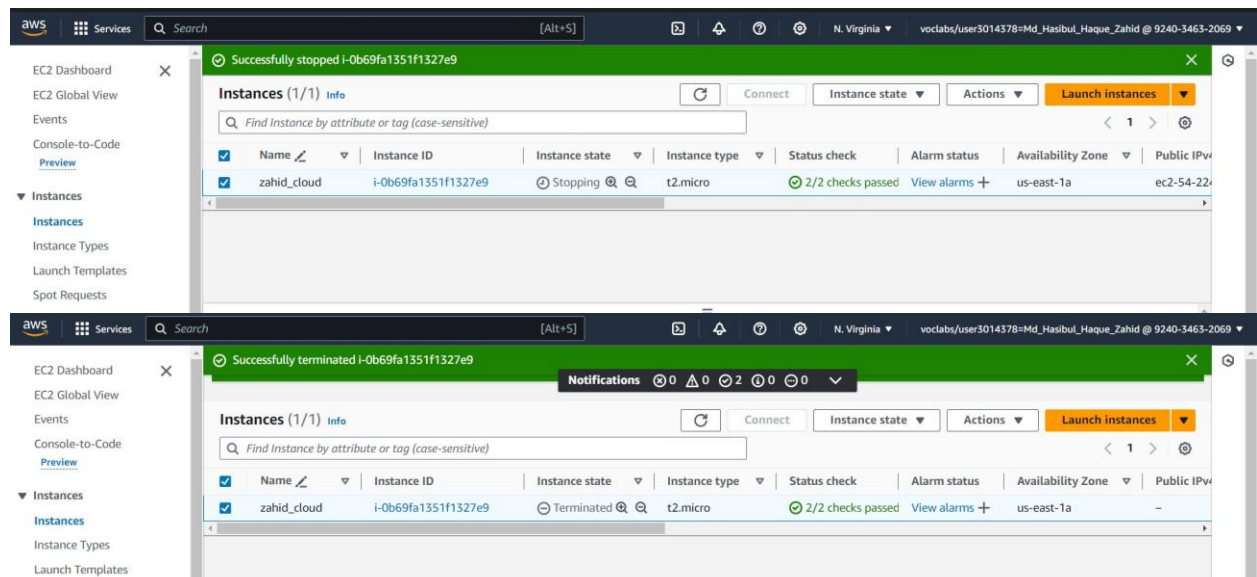 aws Services Search [Alt+S] N. Virginia voclabs/user3014378=Md_Hasibul_Haque_Zahid @ 9240-3463-2069
EC2 Dashboard
EC2 Global View
Events
Console-to-Code
Preview
Instances
Instances
Instance Types
Launch Templates
Spot Requests
Successfully stopped i-0b69fa1351f1327e9
Instances (1/1) Info Connect Instance state Actions Launch instances
Find Instance by attribute or tag (case-sensitive) 1
Name Instance ID Instance state Instance type Status check Alarm status Availability Zone Public IPv4
zahid_cloud i-0b69fa1351f1327e9 Stopping t2.micro 2/2 checks passed View alarms + us-east-1a ec2-54-224
aws Services Search [Alt+S] N. Virginia voclabs/user3014378=Md_Hasibul_Haque_Zahid @ 9240-3463-2069
EC2 Dashboard
EC2 Global View
Events
Console-to-Code
Preview
Instances
Instances
Instance Types
Launch Templates
Successfully terminated i-0b69fa1351f1327e9
Notifications 0 0 2 0 0
Instances (1/1) Info Connect Instance state Actions Launch instances
Find Instance by attribute or tag (case-sensitive) 1
Name Instance ID Instance state Instance type Status check Alarm status Availability Zone Public IPv4
zahid_cloud i-0b69fa1351f1327e9 Terminated t2.micro 2/2 checks passed View alarms + us-east-1a –